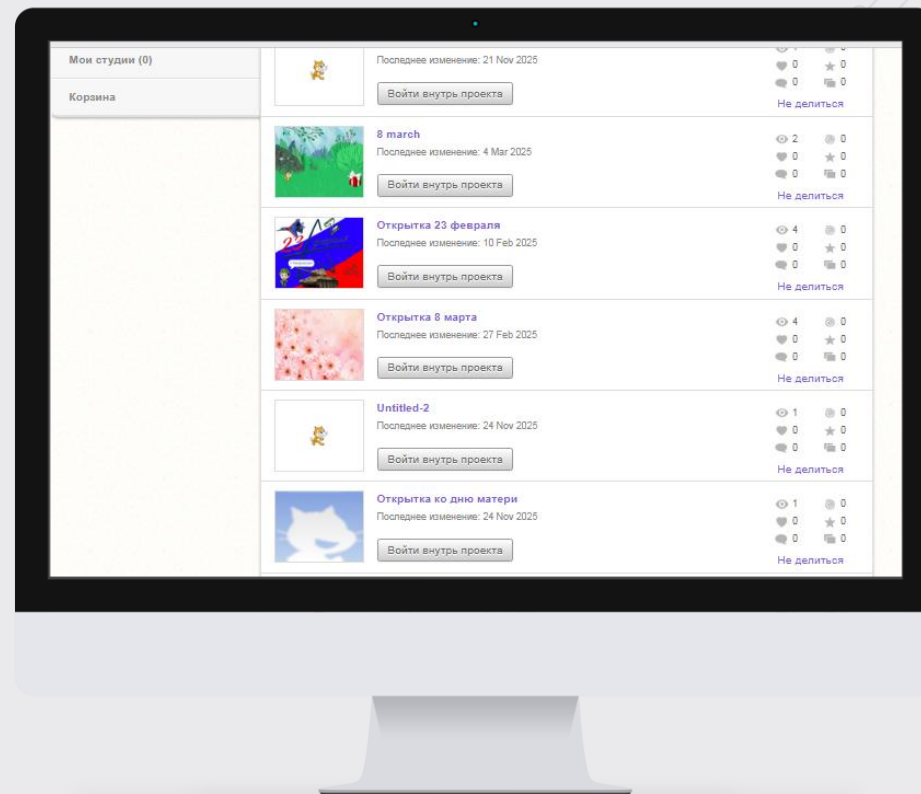 Мои студии (0)
Корзина
Последнее изменение: 21 Nov 2025
0
0
0
0
Войти внутрь проекта
Не делиться
8 march
Последнее изменение: 4 Mar 2025
2 0
0 0
0 0
Войти внутрь проекта
Не делиться
23
Открытка 23 февраля
Последнее изменение: 10 Feb 2025
4 0
0 0
0 0
Войти внутрь проекта
Не делиться
Открытка 8 марта
Последнее изменение: 27 Feb 2025
4 0
0 0
0 0
Войти внутрь проекта
Не делиться
Untitled-2
Последнее изменение: 24 Nov 2025
1 0
0 0
0 0
Войти внутрь проекта
Не делиться
Открытка ко дню матери
Последнее изменение: 24 Nov 2025
1 0
0 0
0 0
Войти внутрь проекта
Не делиться